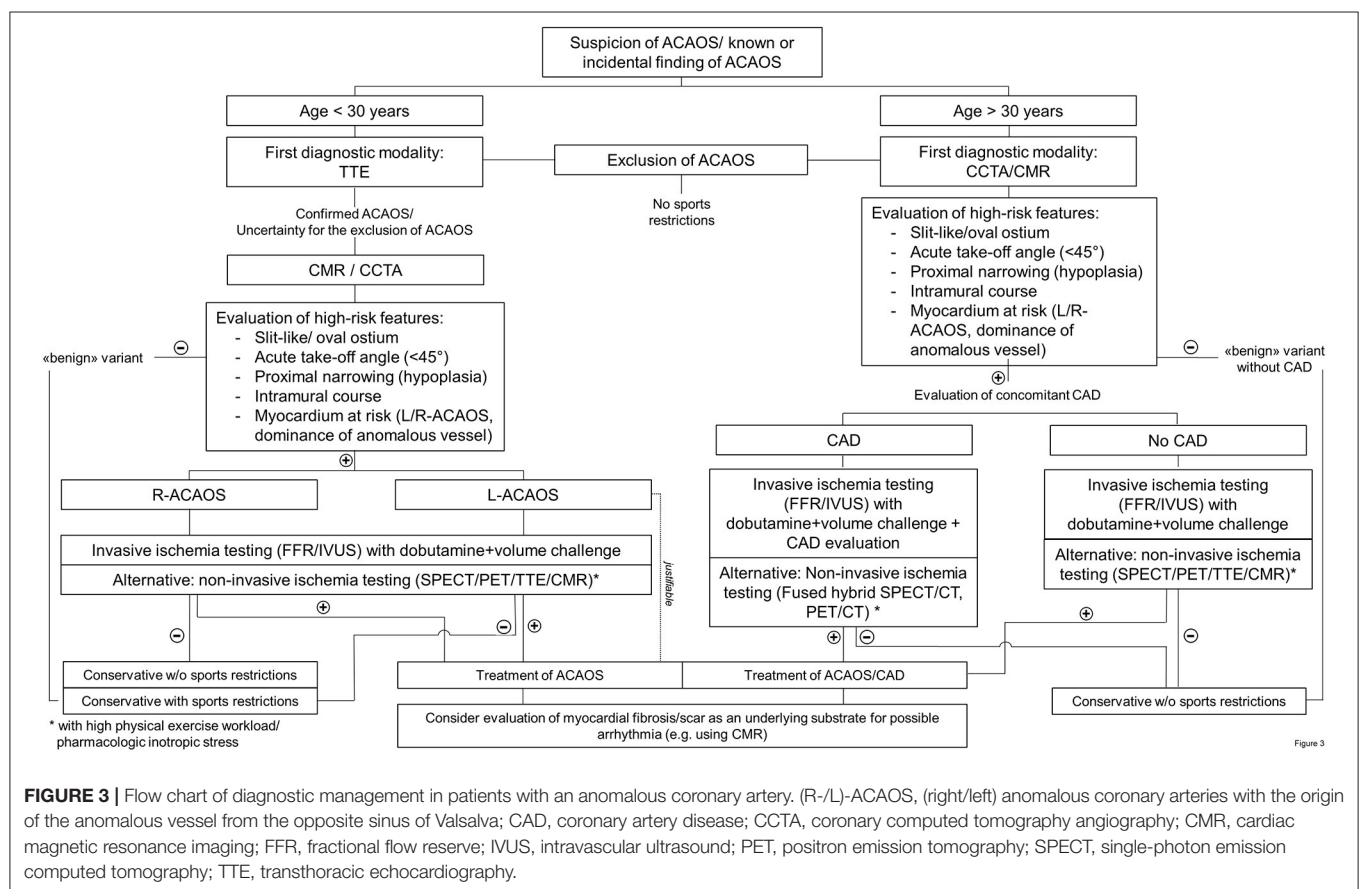 Suspicion of ACAOS/ known or
incidental finding of ACAOS
Age < 30 years
Age > 30 years
First diagnostic modality:
TTE
Exclusion of ACAOS
First diagnostic modality:
CCTA/CMR
No sports
restrictions
Confirmed ACAOS/
Uncertainty for the exclusion of ACAOS
CMR / CCTA
Evaluation of high-risk features:
- Slit-like/ oval ostium
- Acute take-off angle (<45°)
- Proximal narrowing (hypoplasia)
- Intramural course
- Myocardium at risk (L/R-ACAOS,
dominance of anomalous vessel)
⊖
«benign» variant
⊕
Evaluation of high-risk features:
- Slit-like/oval ostium
- Acute take-off angle (<45°)
- Proximal narrowing (hypoplasia)
- Intramural course
- Myocardium at risk (L/R-
ACAOS, dominance of
anomalous vessel)
⊖
«benign» variant
without CAD
⊕
Evaluation of concomitant CAD
R-ACAOS
L-ACAOS
Invasive ischemia testing (FFR/IVUS) with dobutamine+volume challenge
Alternative: non-invasive ischemia testing (SPECT/PET/TTE/CMR)*
justifiable
CAD
No CAD
Invasive ischemia testing
(FFR/IVUS) with
dobutamine+volume challenge +
CAD evaluation
Alternative: Non-invasive ischemia
testing (Fused hybrid SPECT/CT,
PET/CT) *
Invasive ischemia testing
(FFR/IVUS) with
dobutamine+volume challenge
Alternative: non-invasive ischemia
testing (SPECT/PET/TTE/CMR)*
⊖
⊕
⊖
⊕
⊕
⊖
⊕
⊖
Conservative w/o sports restrictions
Conservative with sports restrictions
Treatment of ACAOS
Treatment of ACAOS/CAD
Conservative w/o sports restrictions
Consider evaluation of myocardial fibrosis/scar as an underlying substrate for possible
arrhythmia (e.g. using CMR)
* with high physical exercise workload/
pharmacologic inotropic stress
Figure 3
FIGURE 3 | Flow chart of diagnostic management in patients with an anomalous coronary artery. (R-/L)-ACAOS, (right/left) anomalous coronary arteries with the origin
of the anomalous vessel from the opposite sinus of Valsalva; CAD, coronary artery disease; CCTA, coronary computed tomography angiography; CMR, cardiac
magnetic resonance imaging; FFR, fractional flow reserve; IVUS, intravascular ultrasound; PET, positron emission tomography; SPECT, single-photon emission
computed tomography; TTE, transthoracic echocardiography.